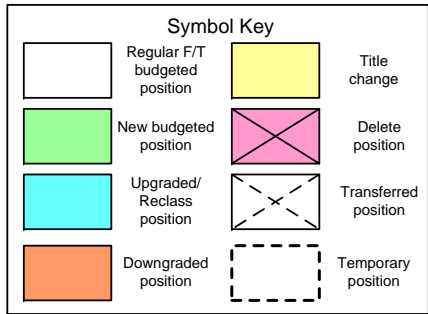 Symbol Key
Regular F/T
budgeted
position
Title
change
New budgeted
position
Delete
position
Upgraded/
Reclass
position
Transferred
position
Downgraded
position
Temporary
position